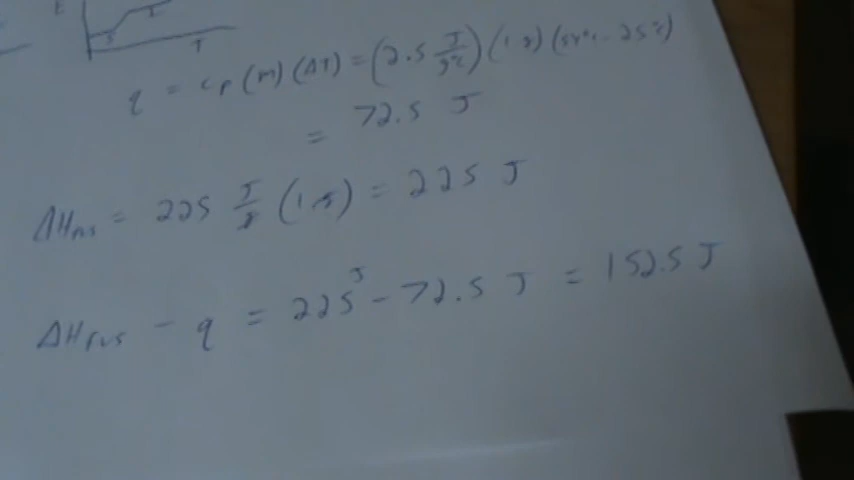 E
T
q = Cp (m) (ΔT) = (2.5 J/g°C) (1 g) (54°C - 25°C)
= 72.5 J
ΔHfus = 225 J/g (1 g) = 225 J
ΔHfus - q = 225 J - 72.5 J = 152.5 J